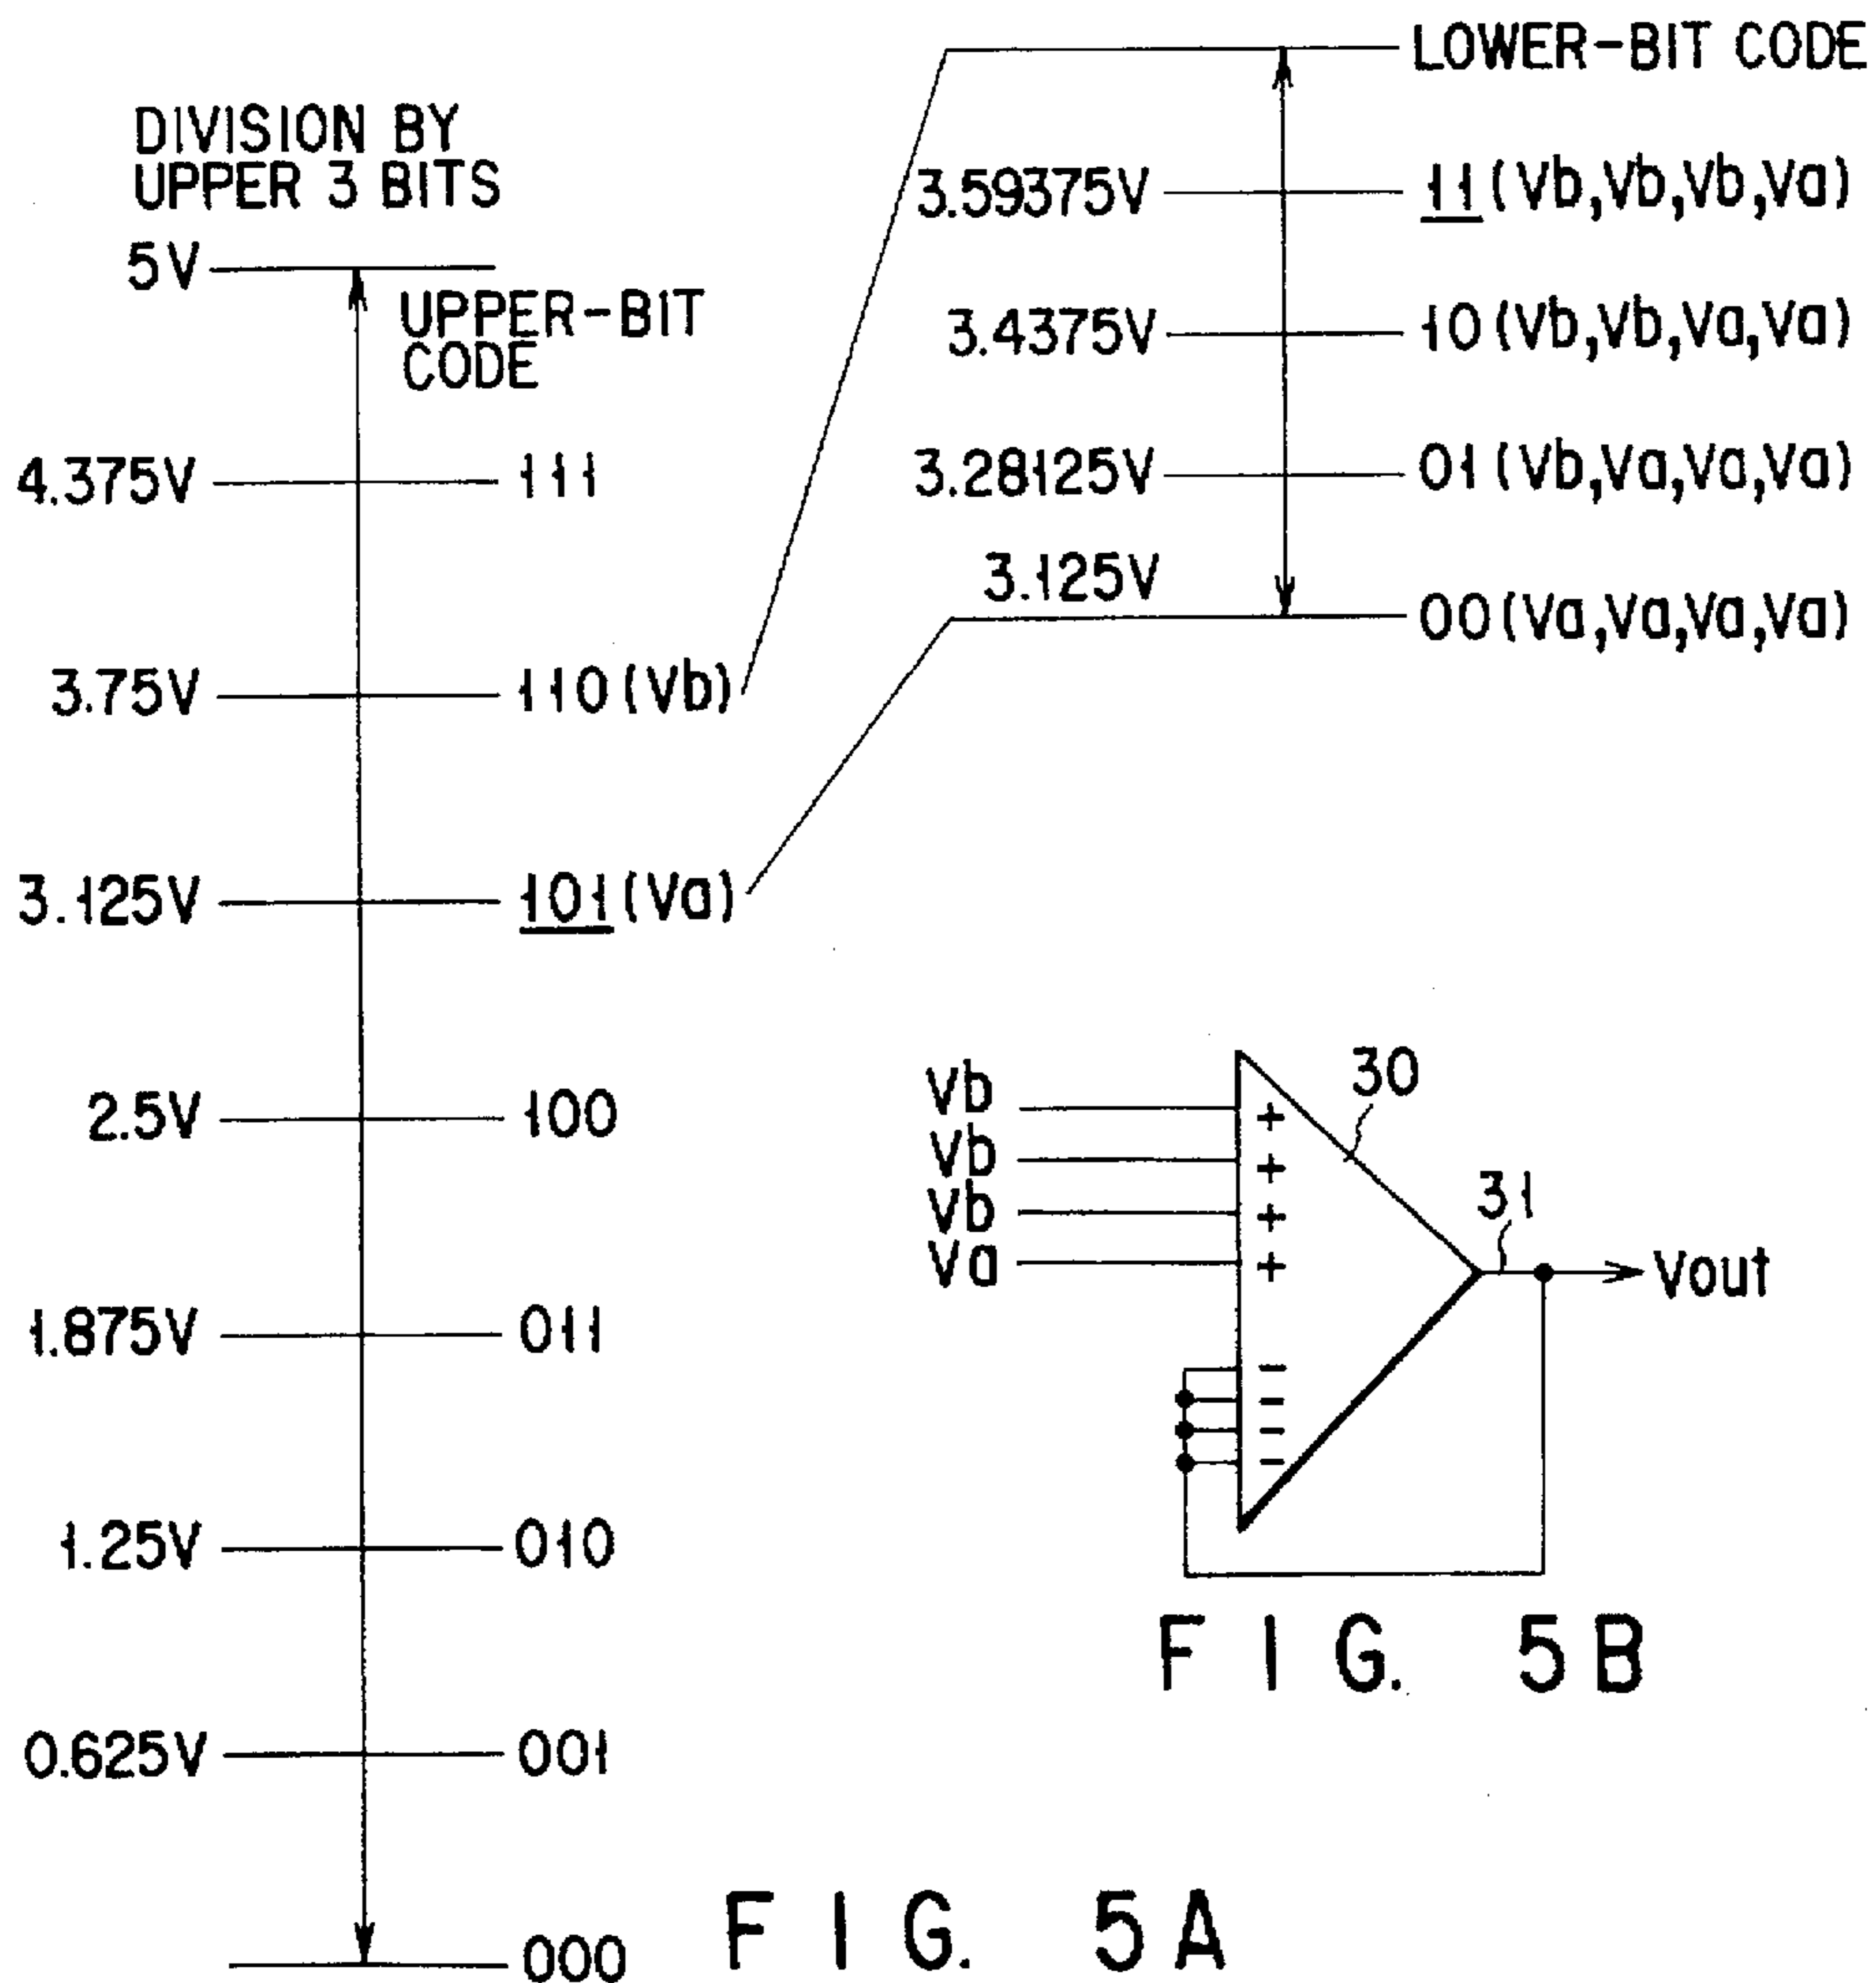 DIVISION BY
UPPER 3 BITS
5V
UPPER-BIT
CODE
4.375V 111
3.75V 110(Vb)
3.125V 101(Va)
2.5V 100
1.875V 011
1.25V 010
0.625V 001
000
FIG. 5A
LOWER-BIT CODE
3.59375V 11(Vb,Vb,Vb,Va)
3.4375V 10(Vb,Vb,Va,Va)
3.28125V 01(Vb,Va,Va,Va)
3.125V 00(Va,Va,Va,Va)
Vb +
Vb +
Vb +
Va +
-
-
-
-
30
31
Vout
FIG. 5B